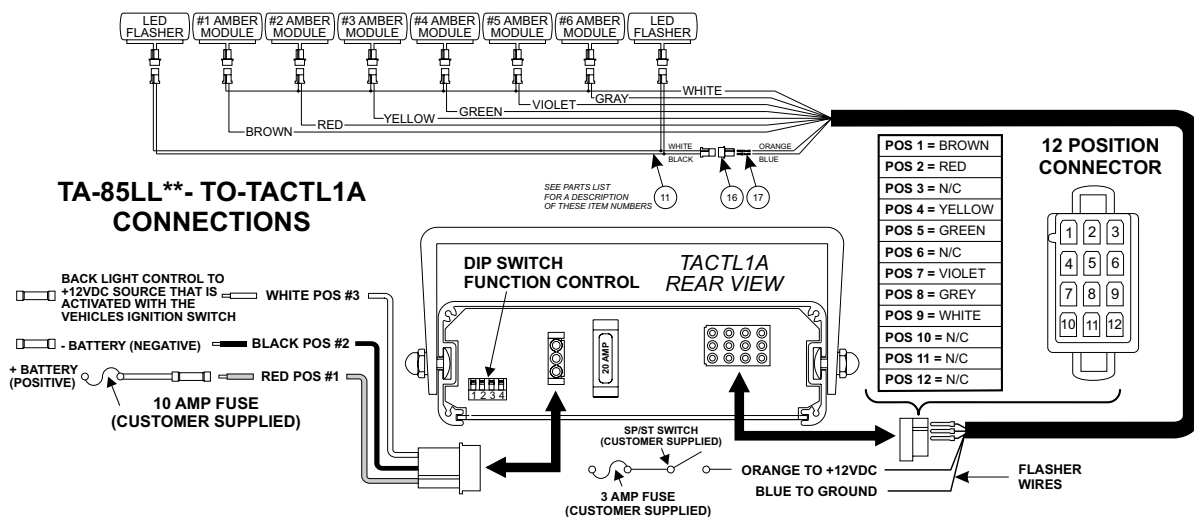 LED
FLASHER
#1 AMBER
MODULE
#2 AMBER
MODULE
#3 AMBER
MODULE
#4 AMBER
MODULE
#5 AMBER
MODULE
#6 AMBER
MODULE
LED
FLASHER
WHITE
GRAY
VIOLET
GREEN
YELLOW
RED
BROWN
WHITE
BLACK
ORANGE
BLUE
11
16
17
SEE PARTS LIST
FOR A DESCRIPTION
OF THESE ITEM NUMBERS
TA-85LL**- TO-TACTL1A
CONNECTIONS
POS 1 = BROWN
POS 2 = RED
POS 3 = N/C
POS 4 = YELLOW
POS 5 = GREEN
POS 6 = N/C
POS 7 = VIOLET
POS 8 = GREY
POS 9 = WHITE
POS 10 = N/C
POS 11 = N/C
POS 12 = N/C
12 POSITION
CONNECTOR
1 2 3
4 5 6
7 8 9
10 11 12
DIP SWITCH
FUNCTION CONTROL
TACTL1A
REAR VIEW
1 2 3 4
20 AMP
BACK LIGHT CONTROL TO
+12VDC SOURCE THAT IS
ACTIVATED WITH THE
VEHICLES IGNITION SWITCH
WHITE POS #3
- BATTERY (NEGATIVE)
BLACK POS #2
+ BATTERY
(POSITIVE)
RED POS #1
10 AMP FUSE
(CUSTOMER SUPPLIED)
SP/ST SWITCH
(CUSTOMER SUPPLIED)
3 AMP FUSE
(CUSTOMER SUPPLIED)
ORANGE TO +12VDC
BLUE TO GROUND
FLASHER
WIRES